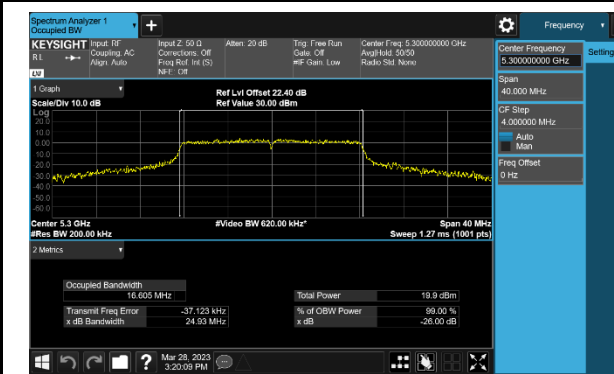 Spectrum Analyzer 1
Occupied BW
+
Frequency
KEYSIGHT
Input: RF
Input Z: 50 Ω
Atten: 20 dB
Trig: Free Run
Center Freq: 5.300000000 GHz
RL
Coupling: AC
Corrections: Off
Gate: Off
Avg|Hold: 50/50
Align: Auto
Freq Ref: Int (S)
#IF Gain: Low
Radio Std: None
NFE: Off
LXI
Center Frequency
5.300000000 GHz
Settings
Span
40.000 MHz
CF Step
4.000000 MHz
Auto
Man
Freq Offset
0 Hz
1 Graph
Ref Lvl Offset 22.40 dB
Scale/Div 10.0 dB
Ref Value 30.00 dBm
Log
20.0
10.0
0.00
-10.0
-20.0
-30.0
-40.0
-50.0
-60.0
Center 5.3 GHz
#Video BW 620.00 kHz*
Span 40 MHz
#Res BW 200.00 kHz
Sweep 1.27 ms (1001 pts)
2 Metrics
Occupied Bandwidth
16.605 MHz
Total Power
19.9 dBm
Transmit Freq Error
-37.123 kHz
% of OBW Power
99.00 %
x dB Bandwidth
24.93 MHz
x dB
-26.00 dB
?
Mar 28, 2023
3:20:09 PM